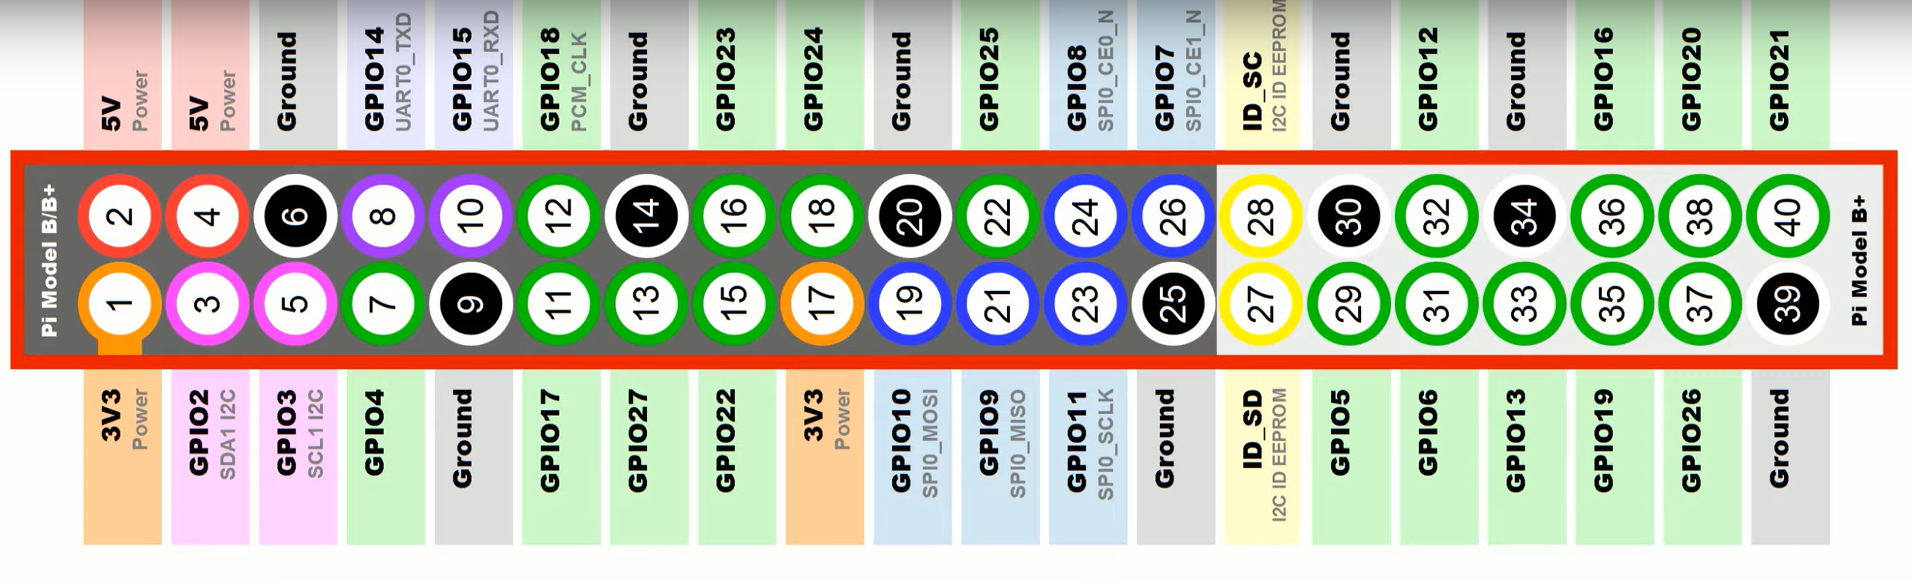 5V
Power
5V
Power
Ground
GPIO14
UART0_TXD
GPIO15
UART0_RXD
GPIO18
PCM_CLK
Ground
GPIO23
GPIO24
Ground
GPIO25
GPIO8
SPI0_CE0_N
GPIO7
SPI0_CE1_N
ID_SC
I2C ID EEPROM
Ground
GPIO12
Ground
GPIO16
GPIO20
GPIO21
Pi Model B/B+
2 4 6 8 10 12 14 16 18 20 22 24 26 28 30 32 34 36 38 40
1 3 5 7 9 11 13 15 17 19 21 23 25 27 29 31 33 35 37 39
Pi Model B+
3V3
Power
GPIO2
SDA1 I2C
GPIO3
SCL1 I2C
GPIO4
Ground
GPIO17
GPIO27
GPIO22
3V3
Power
GPIO10
SPI0_MOSI
GPIO9
SPI0_MISO
GPIO11
SPI0_SCLK
Ground
ID_SD
I2C ID EEPROM
GPIO5
GPIO6
GPIO13
GPIO19
GPIO26
Ground